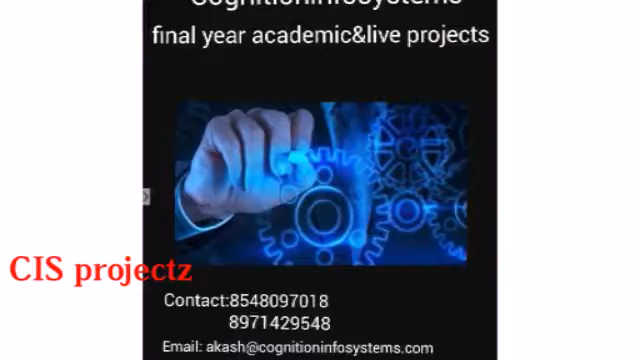 Cognitioninfosystems
final year academic&live projects
CIS projectz
Contact:8548097018
8971429548
Email: akash@cognitioninfosystems.com